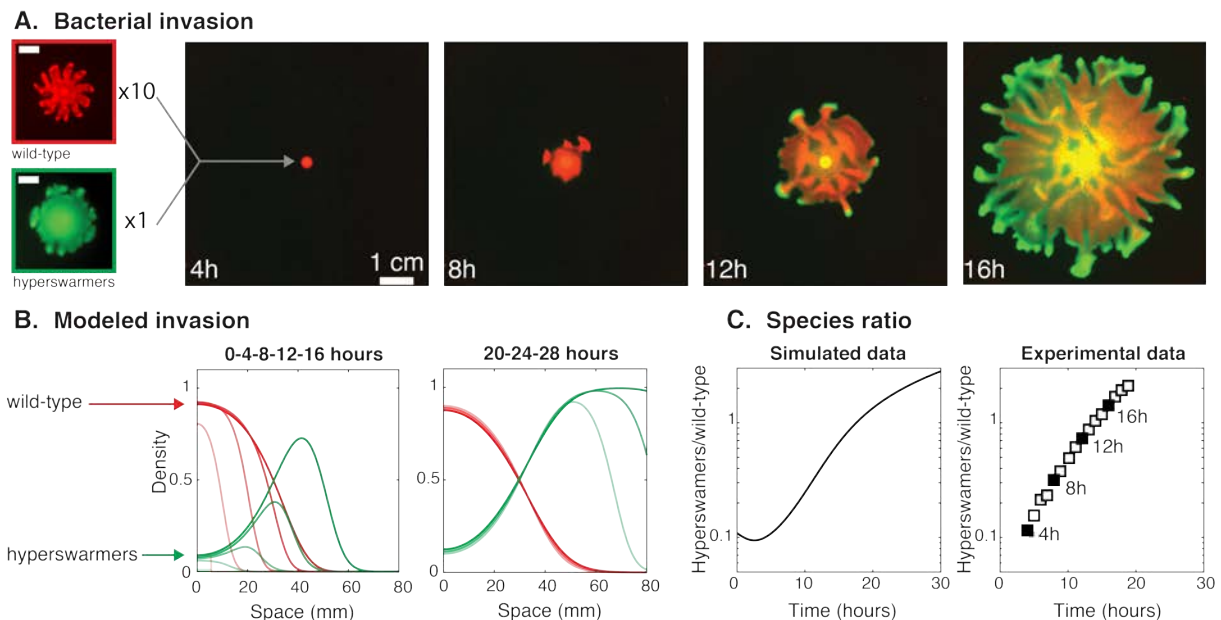 A. Bacterial invasion
x10
wild-type
x1
hyperswarmers
4h
1 cm
8h
12h
16h
B. Modeled invasion
0-4-8-12-16 hours
20-24-28 hours
wild-type
hyperswarmers
Density
1
0.5
0
0 20 40 60 80
Space (mm)
1
0.5
0
0 20 40 60 80
Space (mm)
C. Species ratio
Simulated data
Hyperswamers/wild-type
1
0.1
0 10 20 30
Time (hours)
Experimental data
Hyperswamers/wild-type
1
0.1
16h
12h
8h
4h
0 10 20 30
Time (hours)